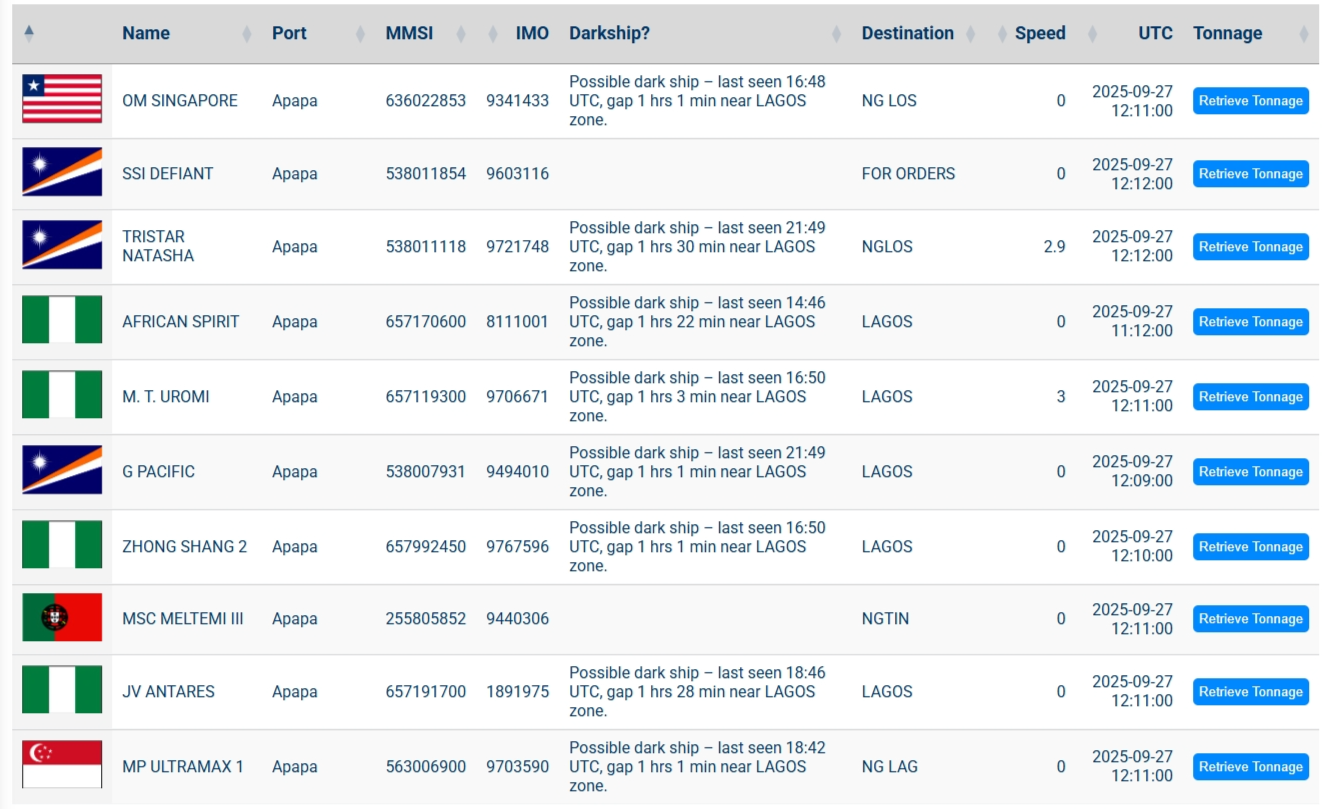 Name Port MMSI IMO Darkship? Destination Speed UTC Tonnage
OM SINGAPORE Apapa 636022853 9341433 Possible dark ship – last seen 16:48
UTC, gap 1 hrs 1 min near LAGOS
zone. NG LOS 0 2025-09-27
12:11:00 Retrieve Tonnage
SSI DEFIANT Apapa 538011854 9603116 FOR ORDERS 0 2025-09-27
12:12:00 Retrieve Tonnage
TRISTAR
NATASHA Apapa 538011118 9721748 Possible dark ship – last seen 21:49
UTC, gap 1 hrs 30 min near LAGOS
zone. NGLOS 2.9 2025-09-27
12:12:00 Retrieve Tonnage
AFRICAN SPIRIT Apapa 657170600 8111001 Possible dark ship – last seen 14:46
UTC, gap 1 hrs 22 min near LAGOS
zone. LAGOS 0 2025-09-27
11:12:00 Retrieve Tonnage
M. T. UROMI Apapa 657119300 9706671 Possible dark ship – last seen 16:50
UTC, gap 1 hrs 3 min near LAGOS
zone. LAGOS 3 2025-09-27
12:11:00 Retrieve Tonnage
G PACIFIC Apapa 538007931 9494010 Possible dark ship – last seen 21:49
UTC, gap 1 hrs 1 min near LAGOS
zone. LAGOS 0 2025-09-27
12:09:00 Retrieve Tonnage
ZHONG SHANG 2 Apapa 657992450 9767596 Possible dark ship – last seen 16:50
UTC, gap 1 hrs 1 min near LAGOS
zone. LAGOS 0 2025-09-27
12:10:00 Retrieve Tonnage
MSC MELTEMI III Apapa 255805852 9440306 NGTIN 0 2025-09-27
12:11:00 Retrieve Tonnage
JV ANTARES Apapa 657191700 1891975 Possible dark ship – last seen 18:46
UTC, gap 1 hrs 28 min near LAGOS
zone. LAGOS 0 2025-09-27
12:11:00 Retrieve Tonnage
MP ULTRAMAX 1 Apapa 563006900 9703590 Possible dark ship – last seen 18:42
UTC, gap 1 hrs 1 min near LAGOS
zone. NG LAG 0 2025-09-27
12:11:00 Retrieve Tonnage